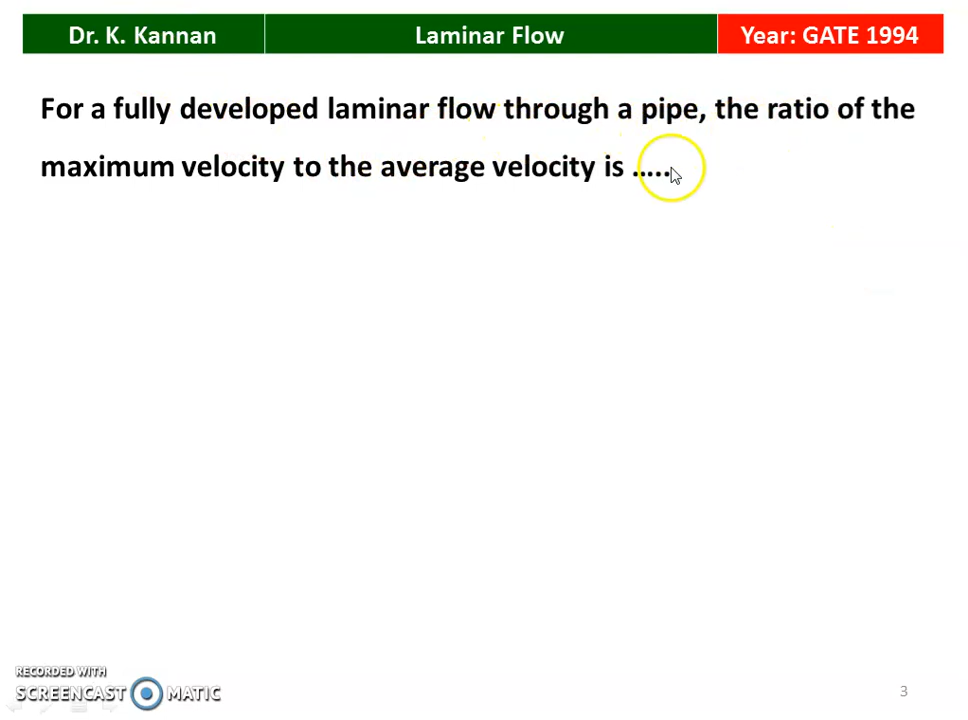 Dr. K. Kannan
Laminar Flow
Year: GATE 1994
For a fully developed laminar flow through a pipe, the ratio of the
maximum velocity to the average velocity is …..
RECORDED WITH
SCREENCAST MATIC
3